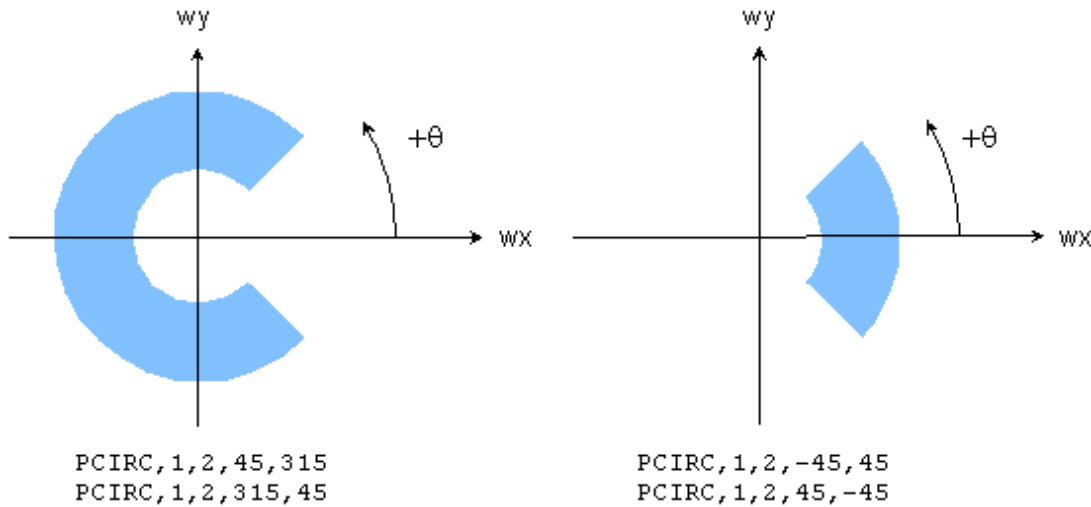 wy
+θ
wx
PCIRC,1,2,45,315
PCIRC,1,2,315,45
wy
+θ
wx
PCIRC,1,2,-45,45
PCIRC,1,2,45,-45